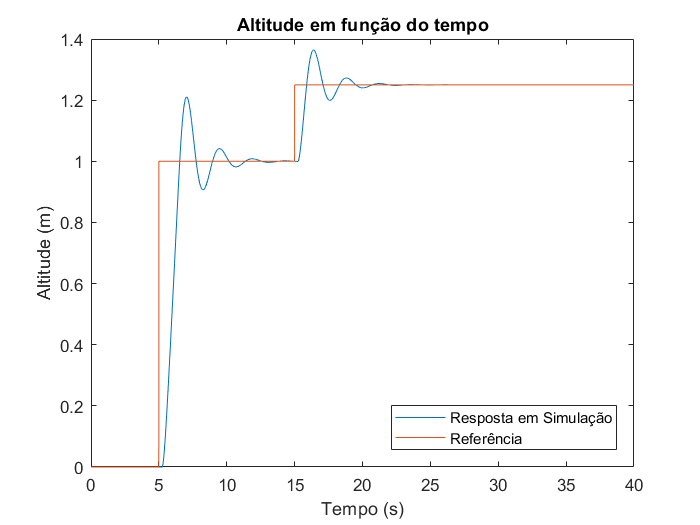 Altitude em função do tempo
Altitude (m)
1.4
1.2
1
0.8
0.6
0.4
0.2
0
0 5 10 15 20 25 30 35 40
Tempo (s)
Resposta em Simulação
Referência